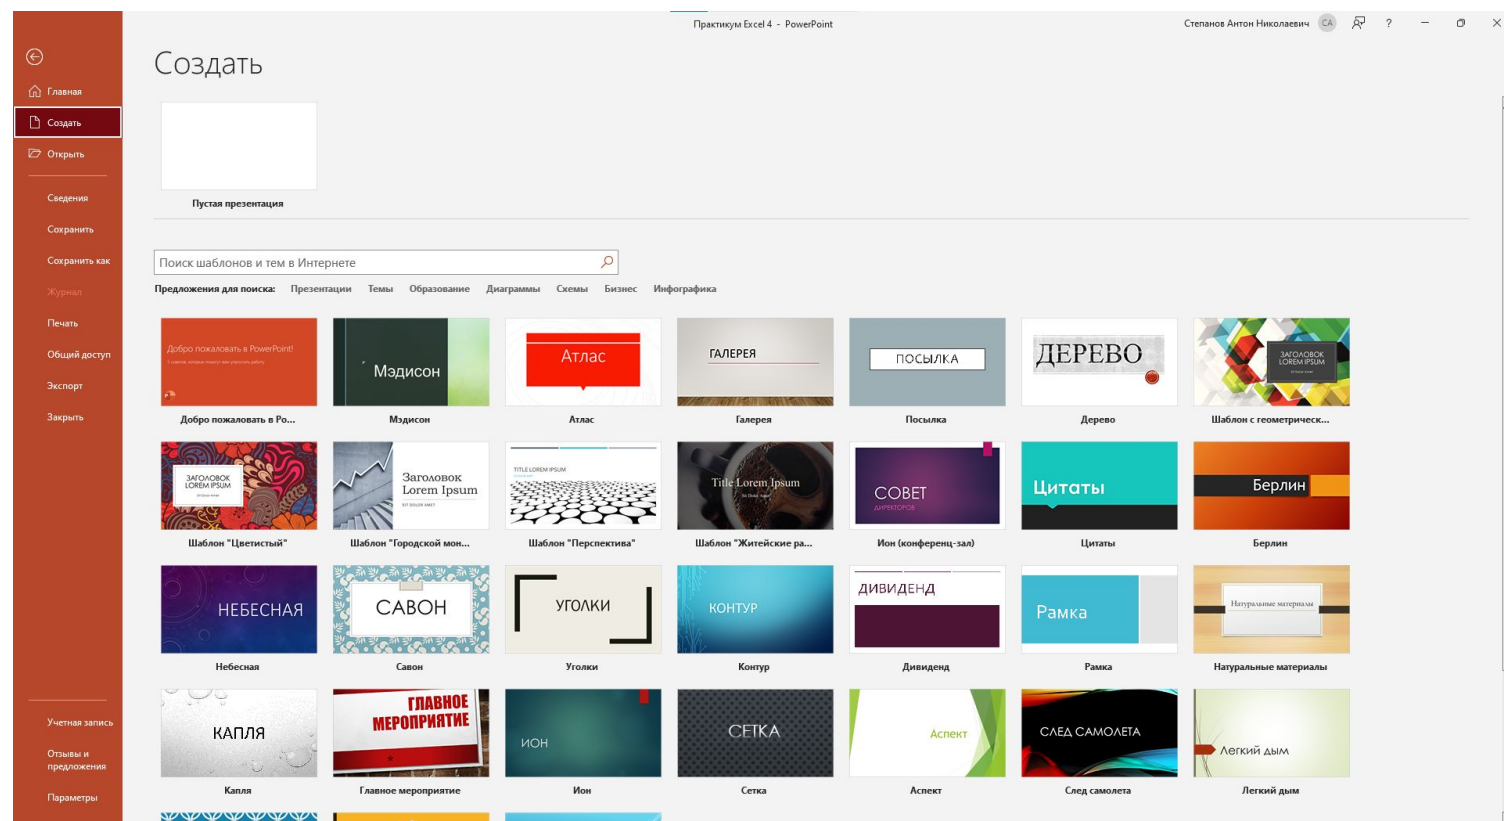 Практикум Excel 4 - PowerPoint
Степанов Антон Николаевич
СА
?
Главная
Создать
Открыть
Сведения
Сохранить
Сохранить как
Журнал
Печать
Общий доступ
Экспорт
Закрыть
Учетная запись
Отзывы и
предложения
Параметры
Создать
Пустая презентация
Поиск шаблонов и тем в Интернете
Предложения для поиска: Презентации Темы Образование Диаграммы Схемы Бизнес Инфографика
Добро пожаловать в PowerPoint!
Мэдисон
Атлас
ГАЛЕРЕЯ
ПОСЫЛКА
ДЕРЕВО
ЗАГОЛОВОК
LOREM IPSUM
Добро пожаловать в Po...
Мэдисон
Атлас
Галерея
Посылка
Дерево
Шаблон с геометрическ...
ЗАГОЛОВОК
LOREM IPSUM
Заголовок
Lorem Ipsum
SIT DOLOR AMET
TITLE LOREM IPSUM
Title Lorem Ipsum
Sit Dolor Amet
СОВЕТ
ДИРЕКТОРОВ
Цитаты
Берлин
Шаблон "Цветистый"
Шаблон "Городской мон...
Шаблон "Перспектива"
Шаблон "Житейские ра...
Ион (конференц-зал)
Цитаты
Берлин
НЕБЕСНАЯ
САВОН
УГОЛКИ
КОНТУР
ДИВИДЕНД
Рамка
Натуральные материалы
Небесная
Савон
Уголки
Контур
Дивиденд
Рамка
Натуральные материалы
КАПЛЯ
ГЛАВНОЕ
МЕРОПРИЯТИЕ
ИОН
СЕТКА
Аспект
СЛЕД САМОЛЕТА
Легкий дым
Капля
Главное мероприятие
Ион
Сетка
Аспект
След самолета
Легкий дым